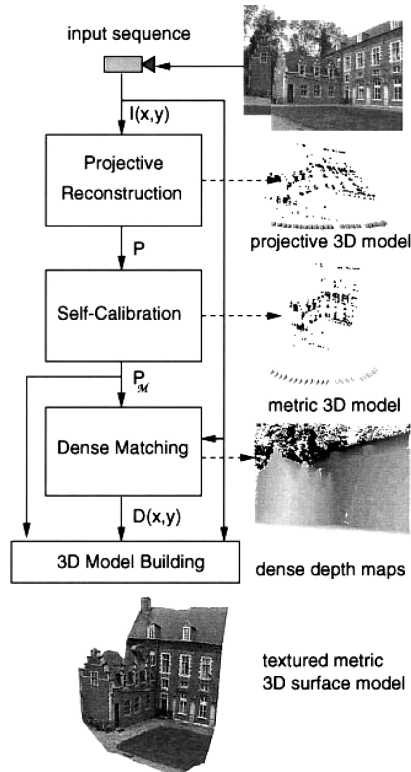 input sequence
I(x,y)
Projective
Reconstruction
projective 3D model
P
Self-Calibration
metric 3D model
P_M
Dense Matching
D(x,y)
3D Model Building
dense depth maps
textured metric
3D surface model